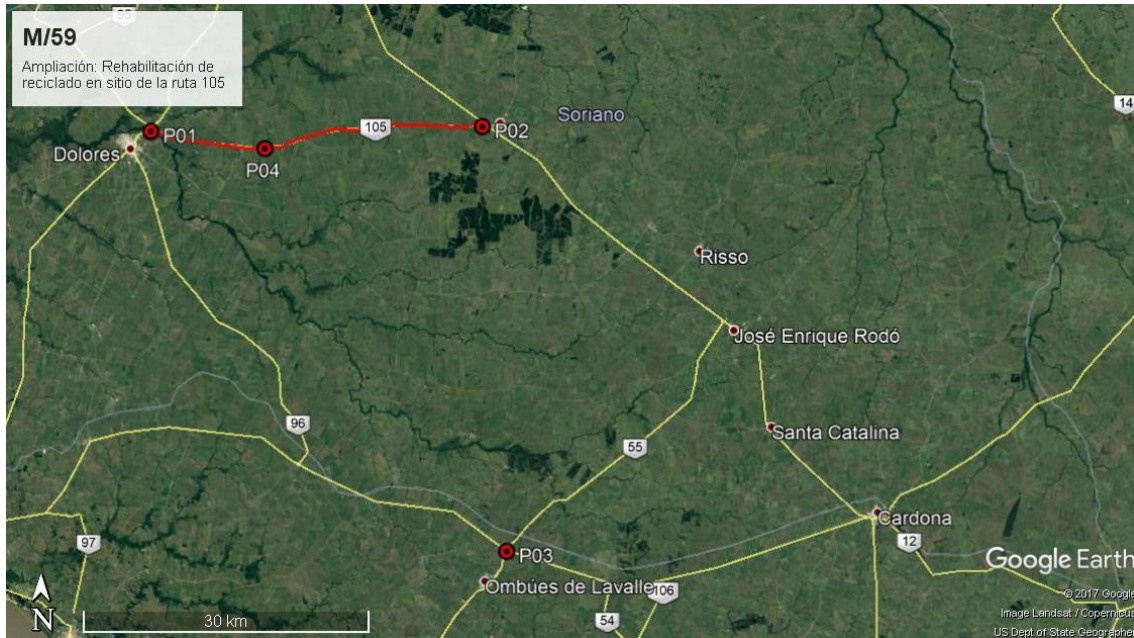 M/59
Ampliación: Rehabilitación de
reciclado en sitio de la ruta 105
95
14
Soriano
P01
105
P02
Dolores
P04
Risso
José Enrique Rodó
96
55
Santa Catalina
Cardona
97
P03
12
Google Earth
Ombúes de Lavalle
106
© 2017 Google
N
30 km
54
Image Landsat / Copernicus
US Dept of State Geographer